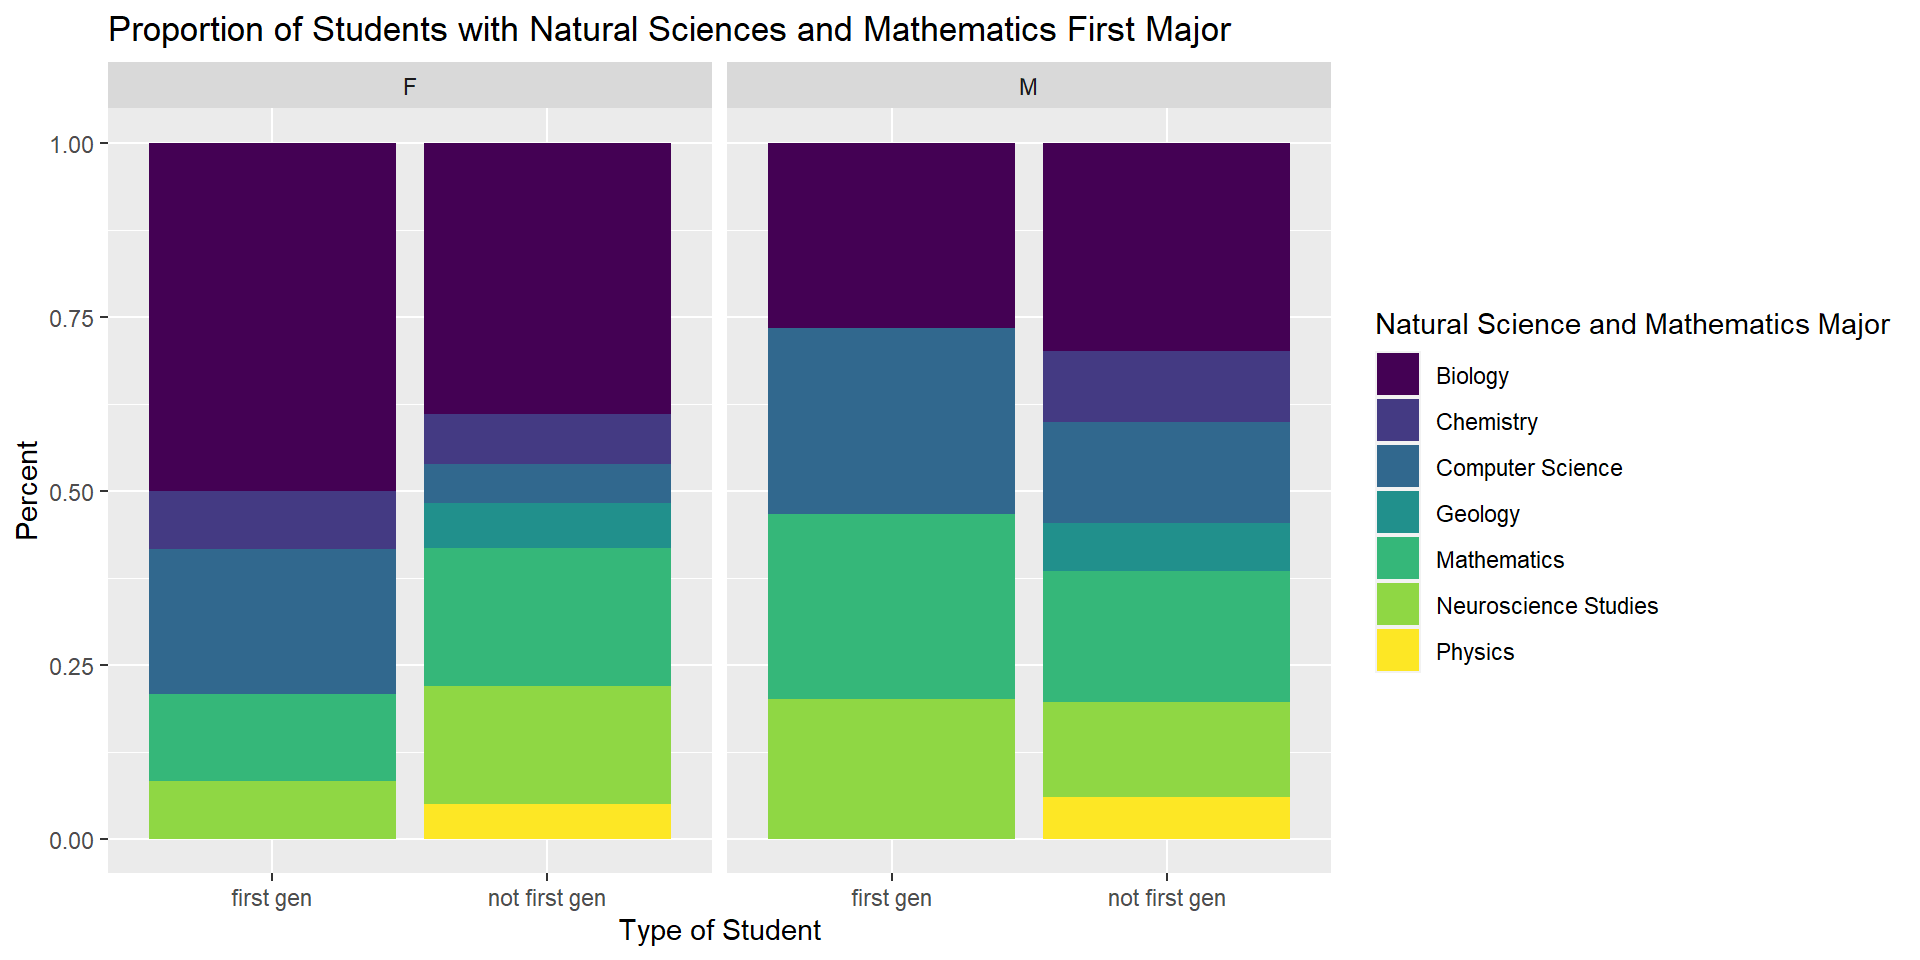 Proportion of Students with Natural Sciences and Mathematics First Major
F
M
1.00
0.75
0.50
0.25
0.00
Percent
first gen
not first gen
first gen
not first gen
Type of Student
Natural Science and Mathematics Major
Biology
Chemistry
Computer Science
Geology
Mathematics
Neuroscience Studies
Physics